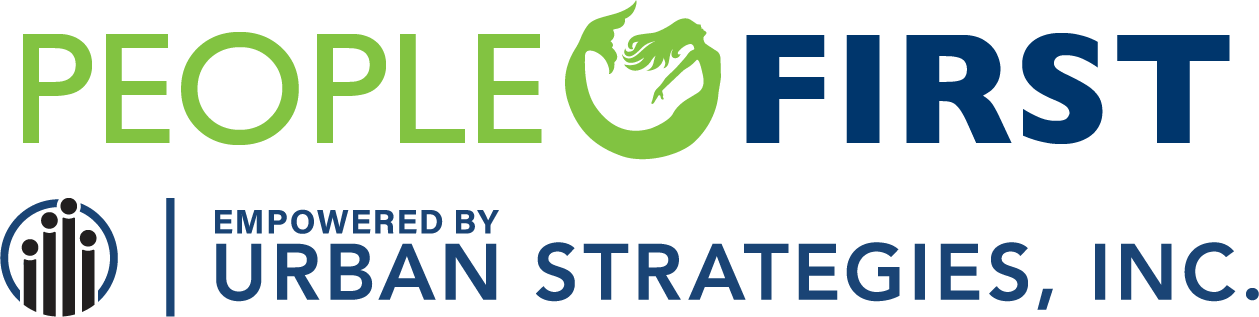 PEOPLE FIRST
EMPOWERED BY
URBAN STRATEGIES, INC.